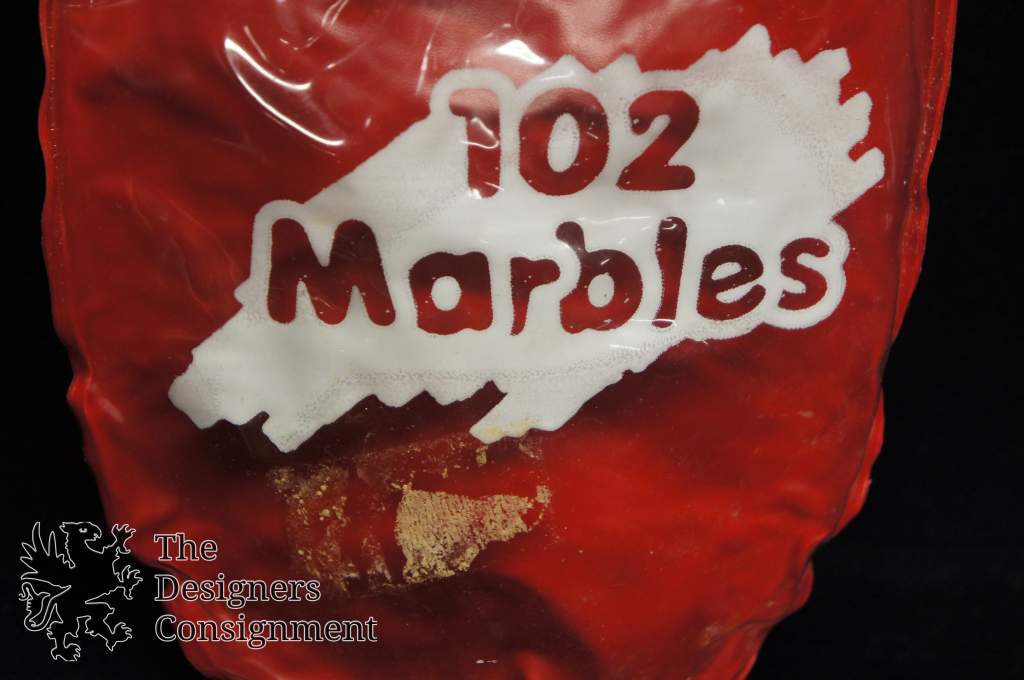 102
Marbles
The
Designers
Consignment